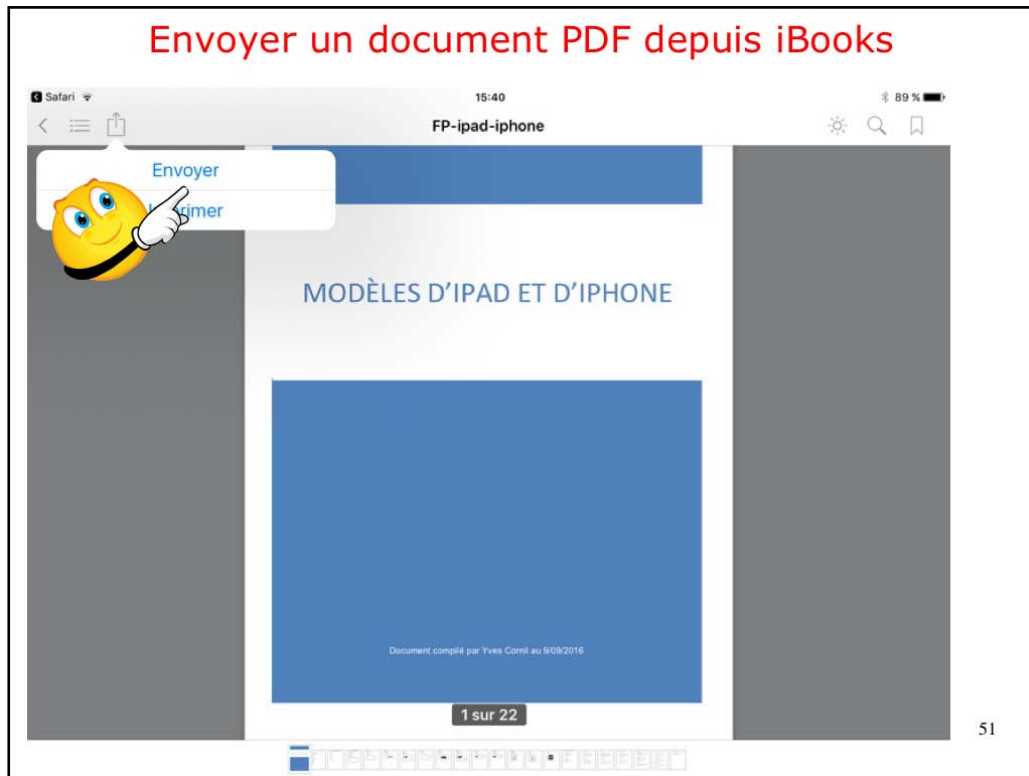 Envoyer un document PDF depuis iBooks
Safari 15:40 89 %
FP-ipad-iphone
Envoyer
Imprimer
MODÈLES D'IPAD ET D'IPHONE
Document compilé par Yves Cornil au 9/09/2016
1 sur 22
51